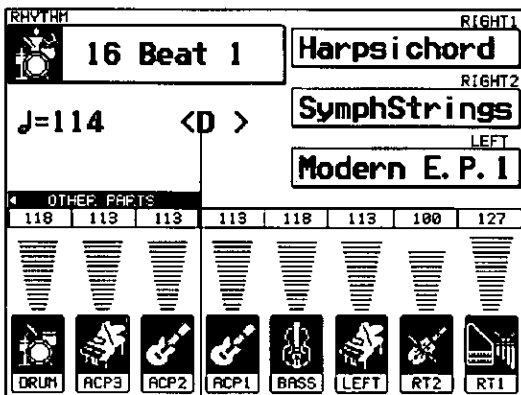 RHYTHM
16 Beat 1
RIGHT1
Harpsichord
RIGHT2
SymphStrings
♩=114 <D >
LEFT
Modern E.P.1
OTHER PARTS
118 113 113 113 118 113 100 127
DRUM ACP3 ACP2 ACP1 BASS LEFT RT2 RT1